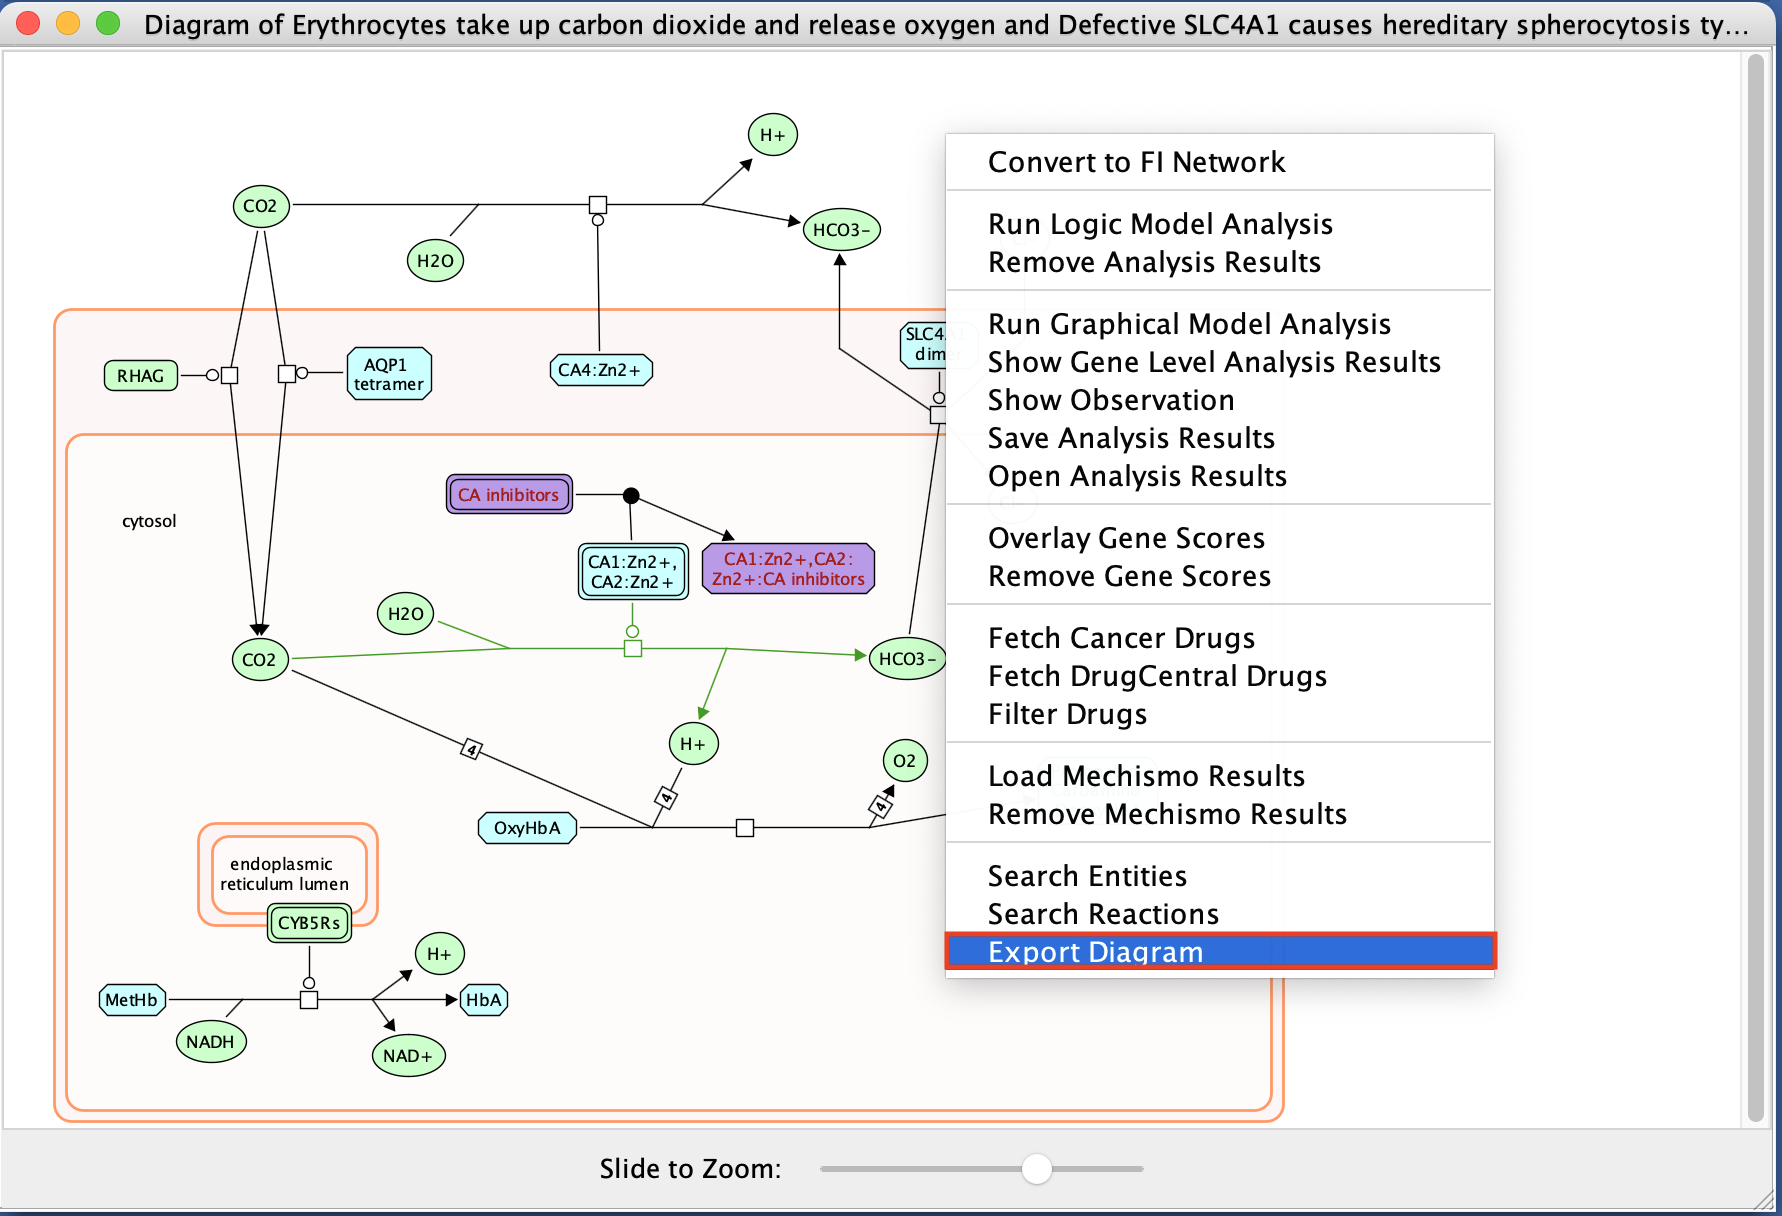 Diagram of Erythrocytes take up carbon dioxide and release oxygen and Defective SLC4A1 causes hereditary spherocytosis ty...
H+
CO2
HCO3-
H2O
RHAG
AQP1
tetramer
CA4:Zn2+
SLC4A1
dimer
CA inhibitors
cytosol
CA1:Zn2+,
CA2:Zn2+
CA1:Zn2+,CA2:
Zn2+:CA inhibitors
H2O
CO2
HCO3-
H+
O2
4
4
4
OxyHbA
endoplasmic
reticulum lumen
CYB5Rs
H+
MetHb
HbA
NADH
NAD+
Convert to FI Network
Run Logic Model Analysis
Remove Analysis Results
Run Graphical Model Analysis
Show Gene Level Analysis Results
Show Observation
Save Analysis Results
Open Analysis Results
Overlay Gene Scores
Remove Gene Scores
Fetch Cancer Drugs
Fetch DrugCentral Drugs
Filter Drugs
Load Mechismo Results
Remove Mechismo Results
Search Entities
Search Reactions
Export Diagram
Slide to Zoom: